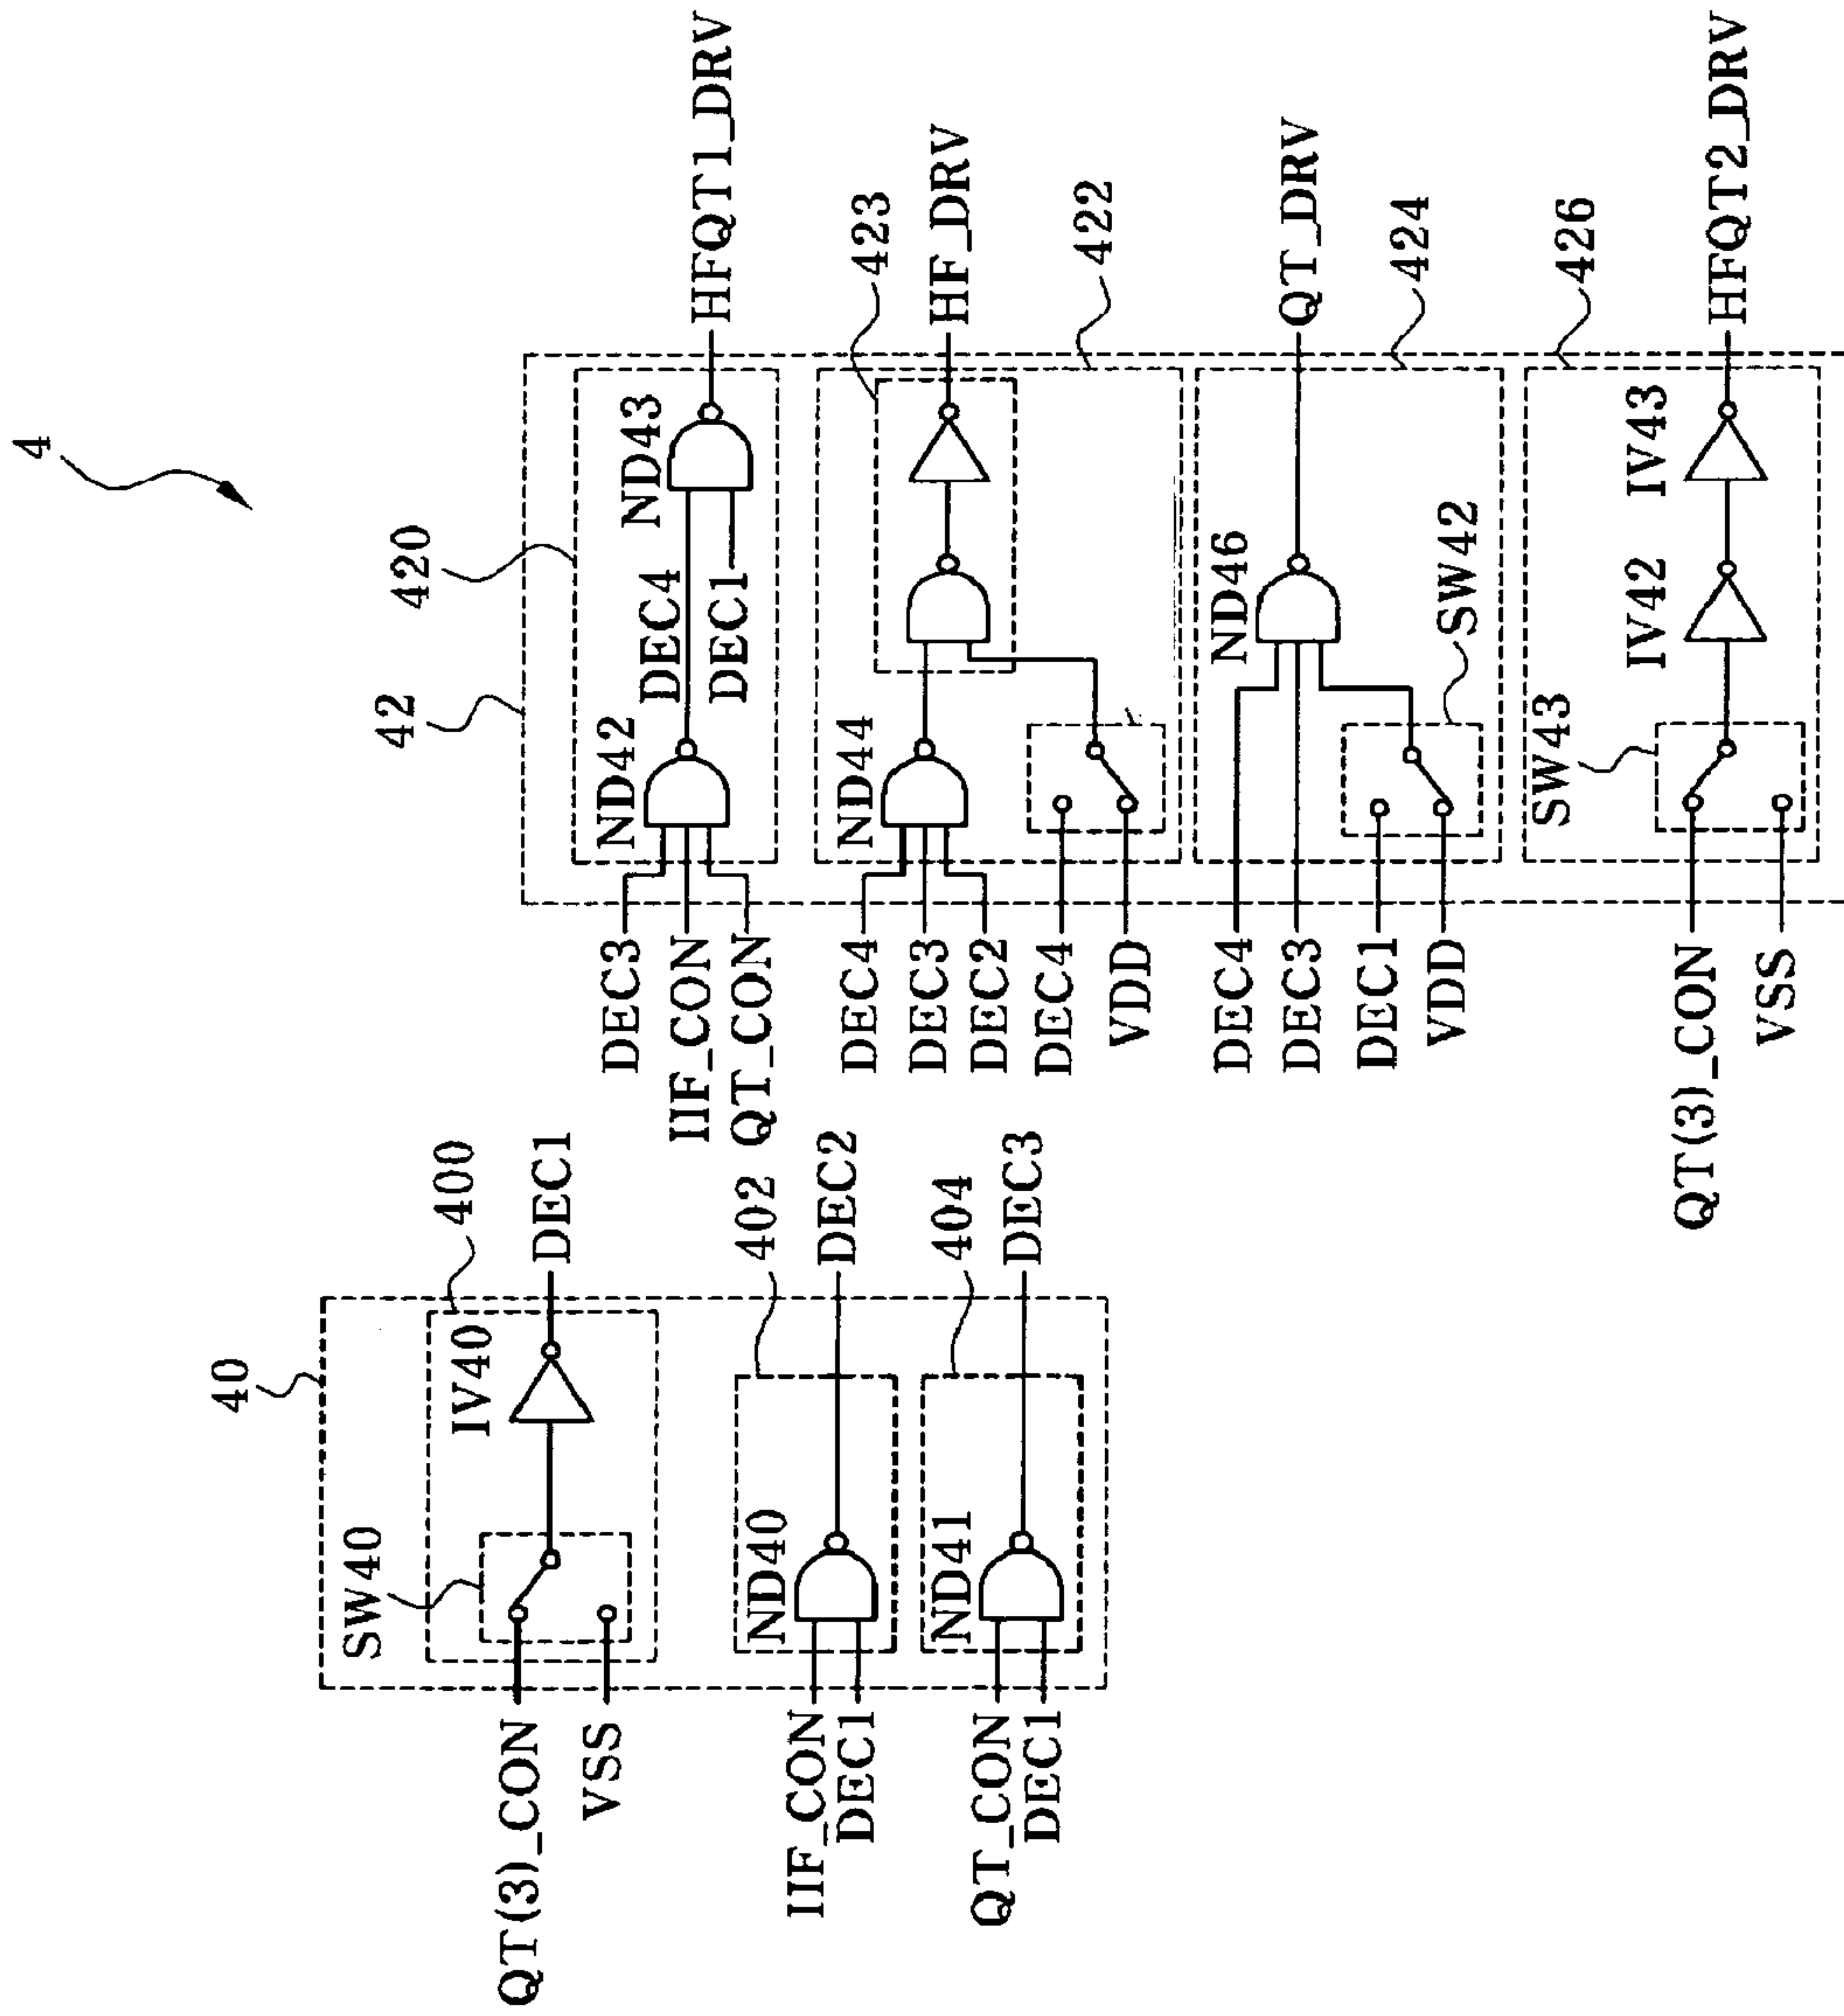 4
40
400
SW40
IV40
QT(3)_CON
VSS
DEC1
402
ND40
IIF_CON
DEC1
DEC2
404
ND41
QT_CON
DEC1
DEC3
42
420
ND42
DEC4
DEC1
ND43
DEC3
IIF_CON
QT_CON
HFQT1_DRV
423
ND44
DEC4
DEC3
DEC2
DEC4
VDD
HF_DRV
422
ND46
DEC4
DEC3
DEC1
VDD
SW42
QT_DRV
424
426
SW43
IV42
IV43
QT(3)_CON
VSS
HFQT2_DRV